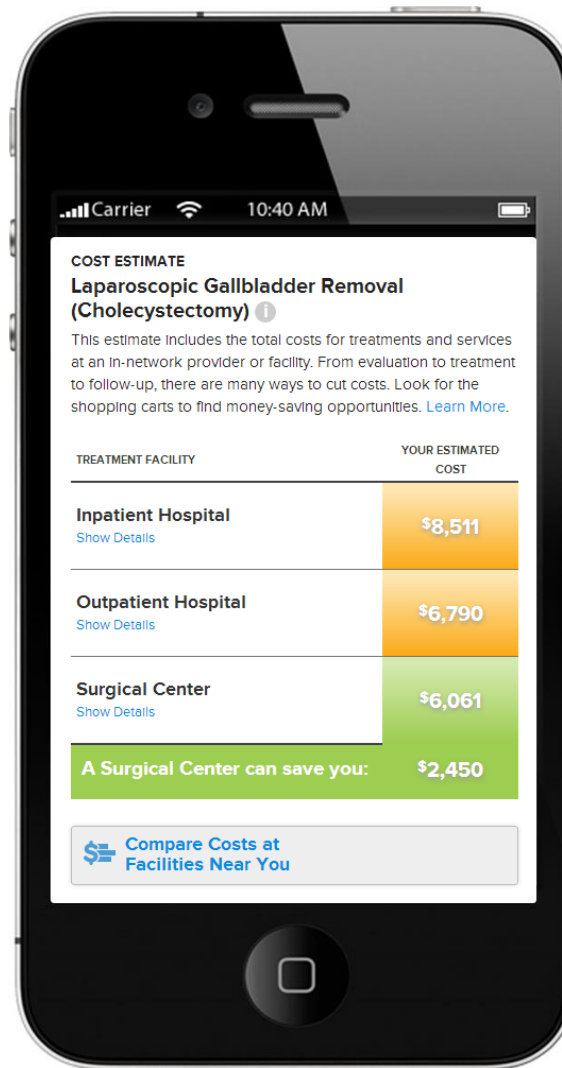 Carrier 10:40 AM
COST ESTIMATE
Laparoscopic Gallbladder Removal
(Cholecystectomy) i
This estimate includes the total costs for treatments and services
at an in-network provider or facility. From evaluation to treatment
to follow-up, there are many ways to cut costs. Look for the
shopping carts to find money-saving opportunities. Learn More.
TREATMENT FACILITY
YOUR ESTIMATED
COST
Inpatient Hospital
Show Details
$8,511
Outpatient Hospital
Show Details
$6,790
Surgical Center
Show Details
$6,061
A Surgical Center can save you: $2,450
$
Compare Costs at
Facilities Near You